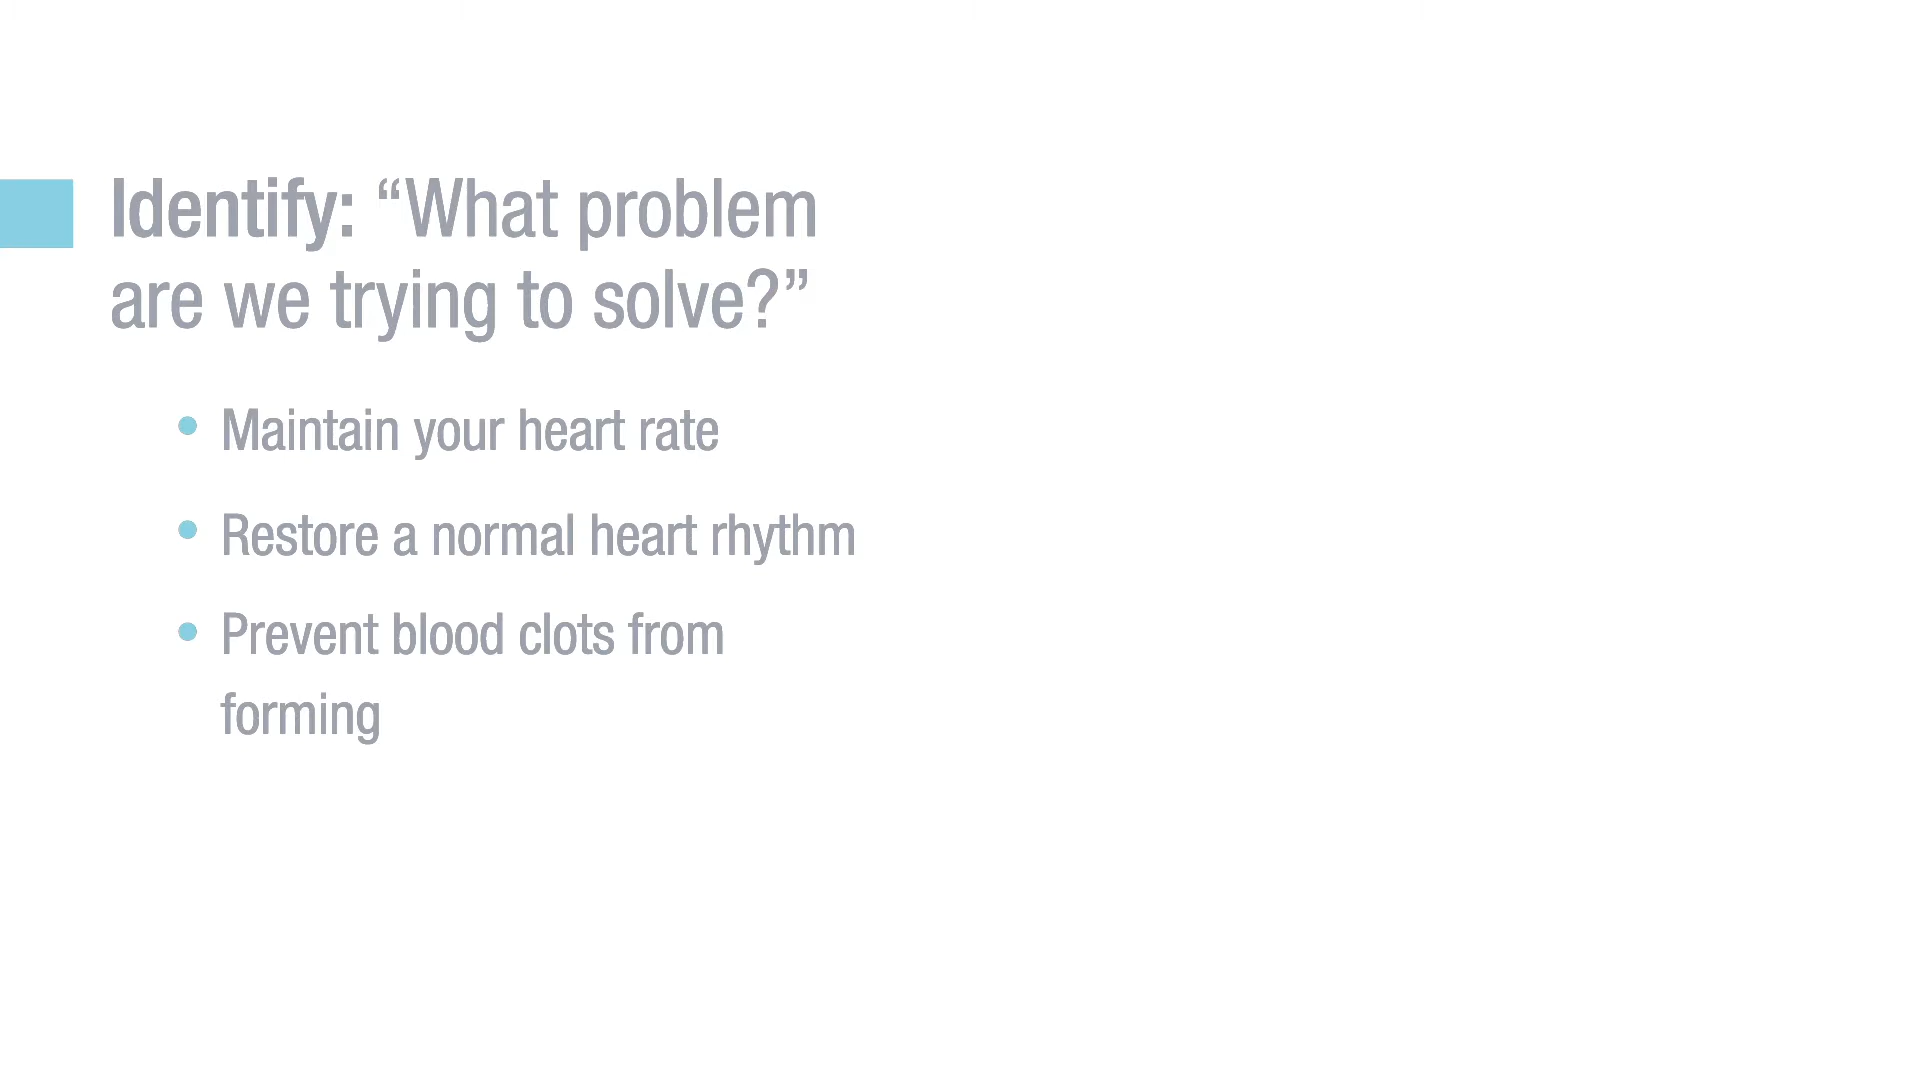 Identify: “What problem
are we trying to solve?”
• Maintain your heart rate
• Restore a normal heart rhythm
• Prevent blood clots from
forming